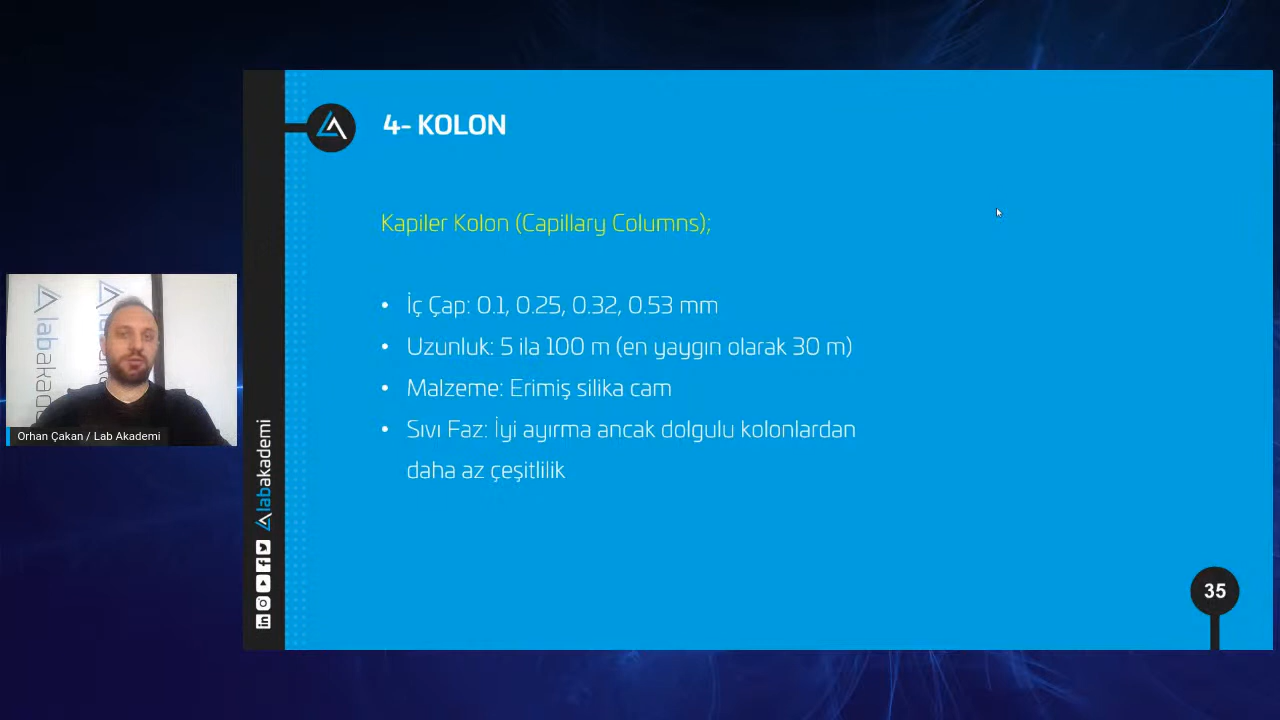 4- KOLON
Kapiler Kolon (Capillary Columns);
• İç Çap: 0.1, 0.25, 0.32, 0.53 mm
• Uzunluk: 5 ila 100 m (en yaygın olarak 30 m)
• Malzeme: Erimiş silika cam
• Sıvı Faz: İyi ayırma ancak dolgulu kolonlardan
daha az çeşitlilik
35
labakademi
labakade
Orhan Çakan / Lab Akademi